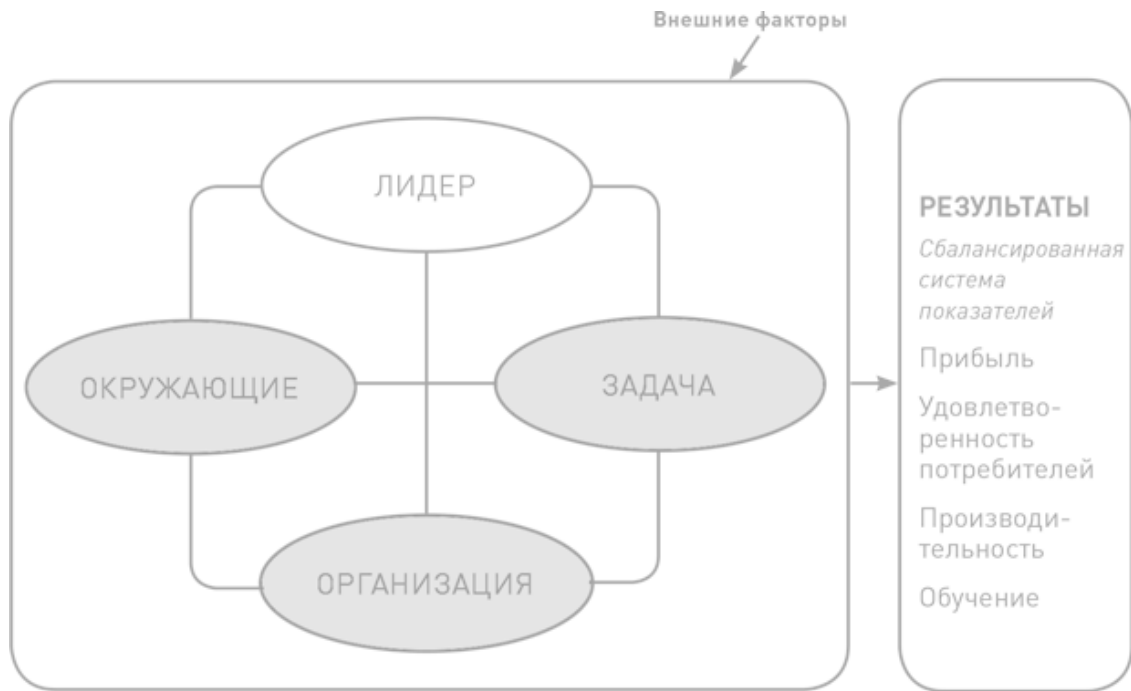 Внешние факторы
ЛИДЕР
ОКРУЖАЮЩИЕ
ЗАДАЧА
ОРГАНИЗАЦИЯ
РЕЗУЛЬТАТЫ
Сбалансированная
система
показателей
Прибыль
Удовлетво-
ренность
потребителей
Производи-
тельность
Обучение